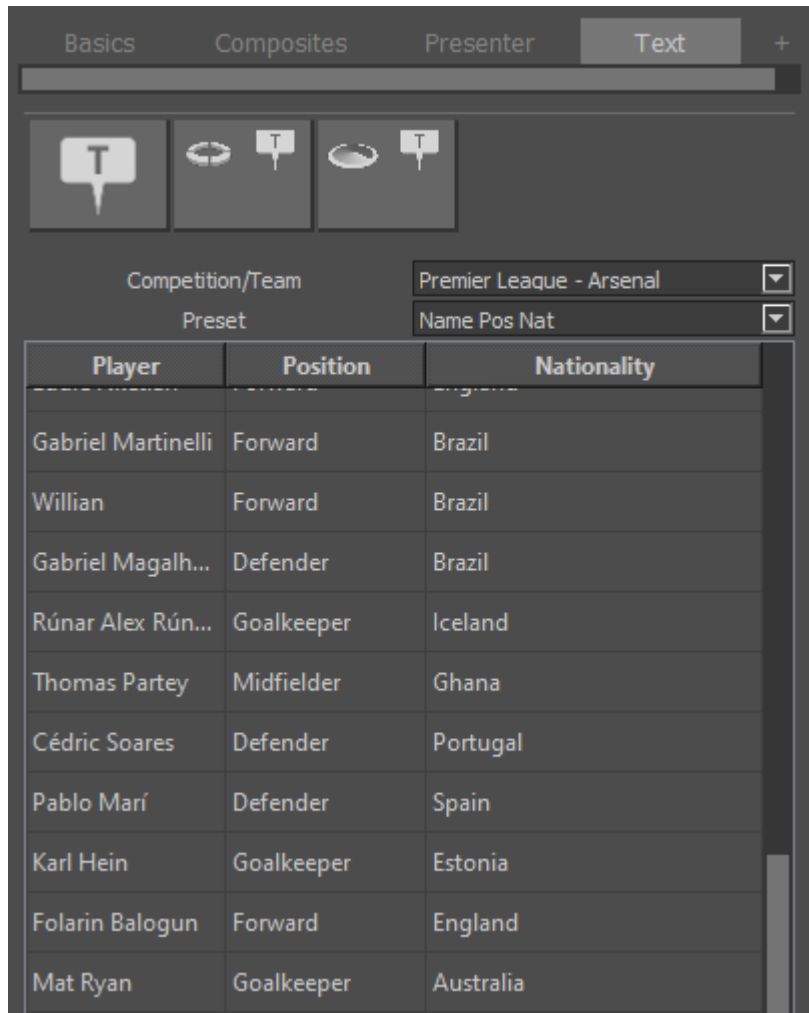 Basics Composites Presenter Text +
T T T
Competition/Team Premier League - Arsenal
Preset Name Pos Nat
Player Position Nationality
Gabriel Martinelli Forward Brazil
Willian Forward Brazil
Gabriel Magalh... Defender Brazil
Rúnar Alex Rún... Goalkeeper Iceland
Thomas Partey Midfielder Ghana
Cédric Soares Defender Portugal
Pablo Marí Defender Spain
Karl Hein Goalkeeper Estonia
Folarin Balogun Forward England
Mat Ryan Goalkeeper Australia